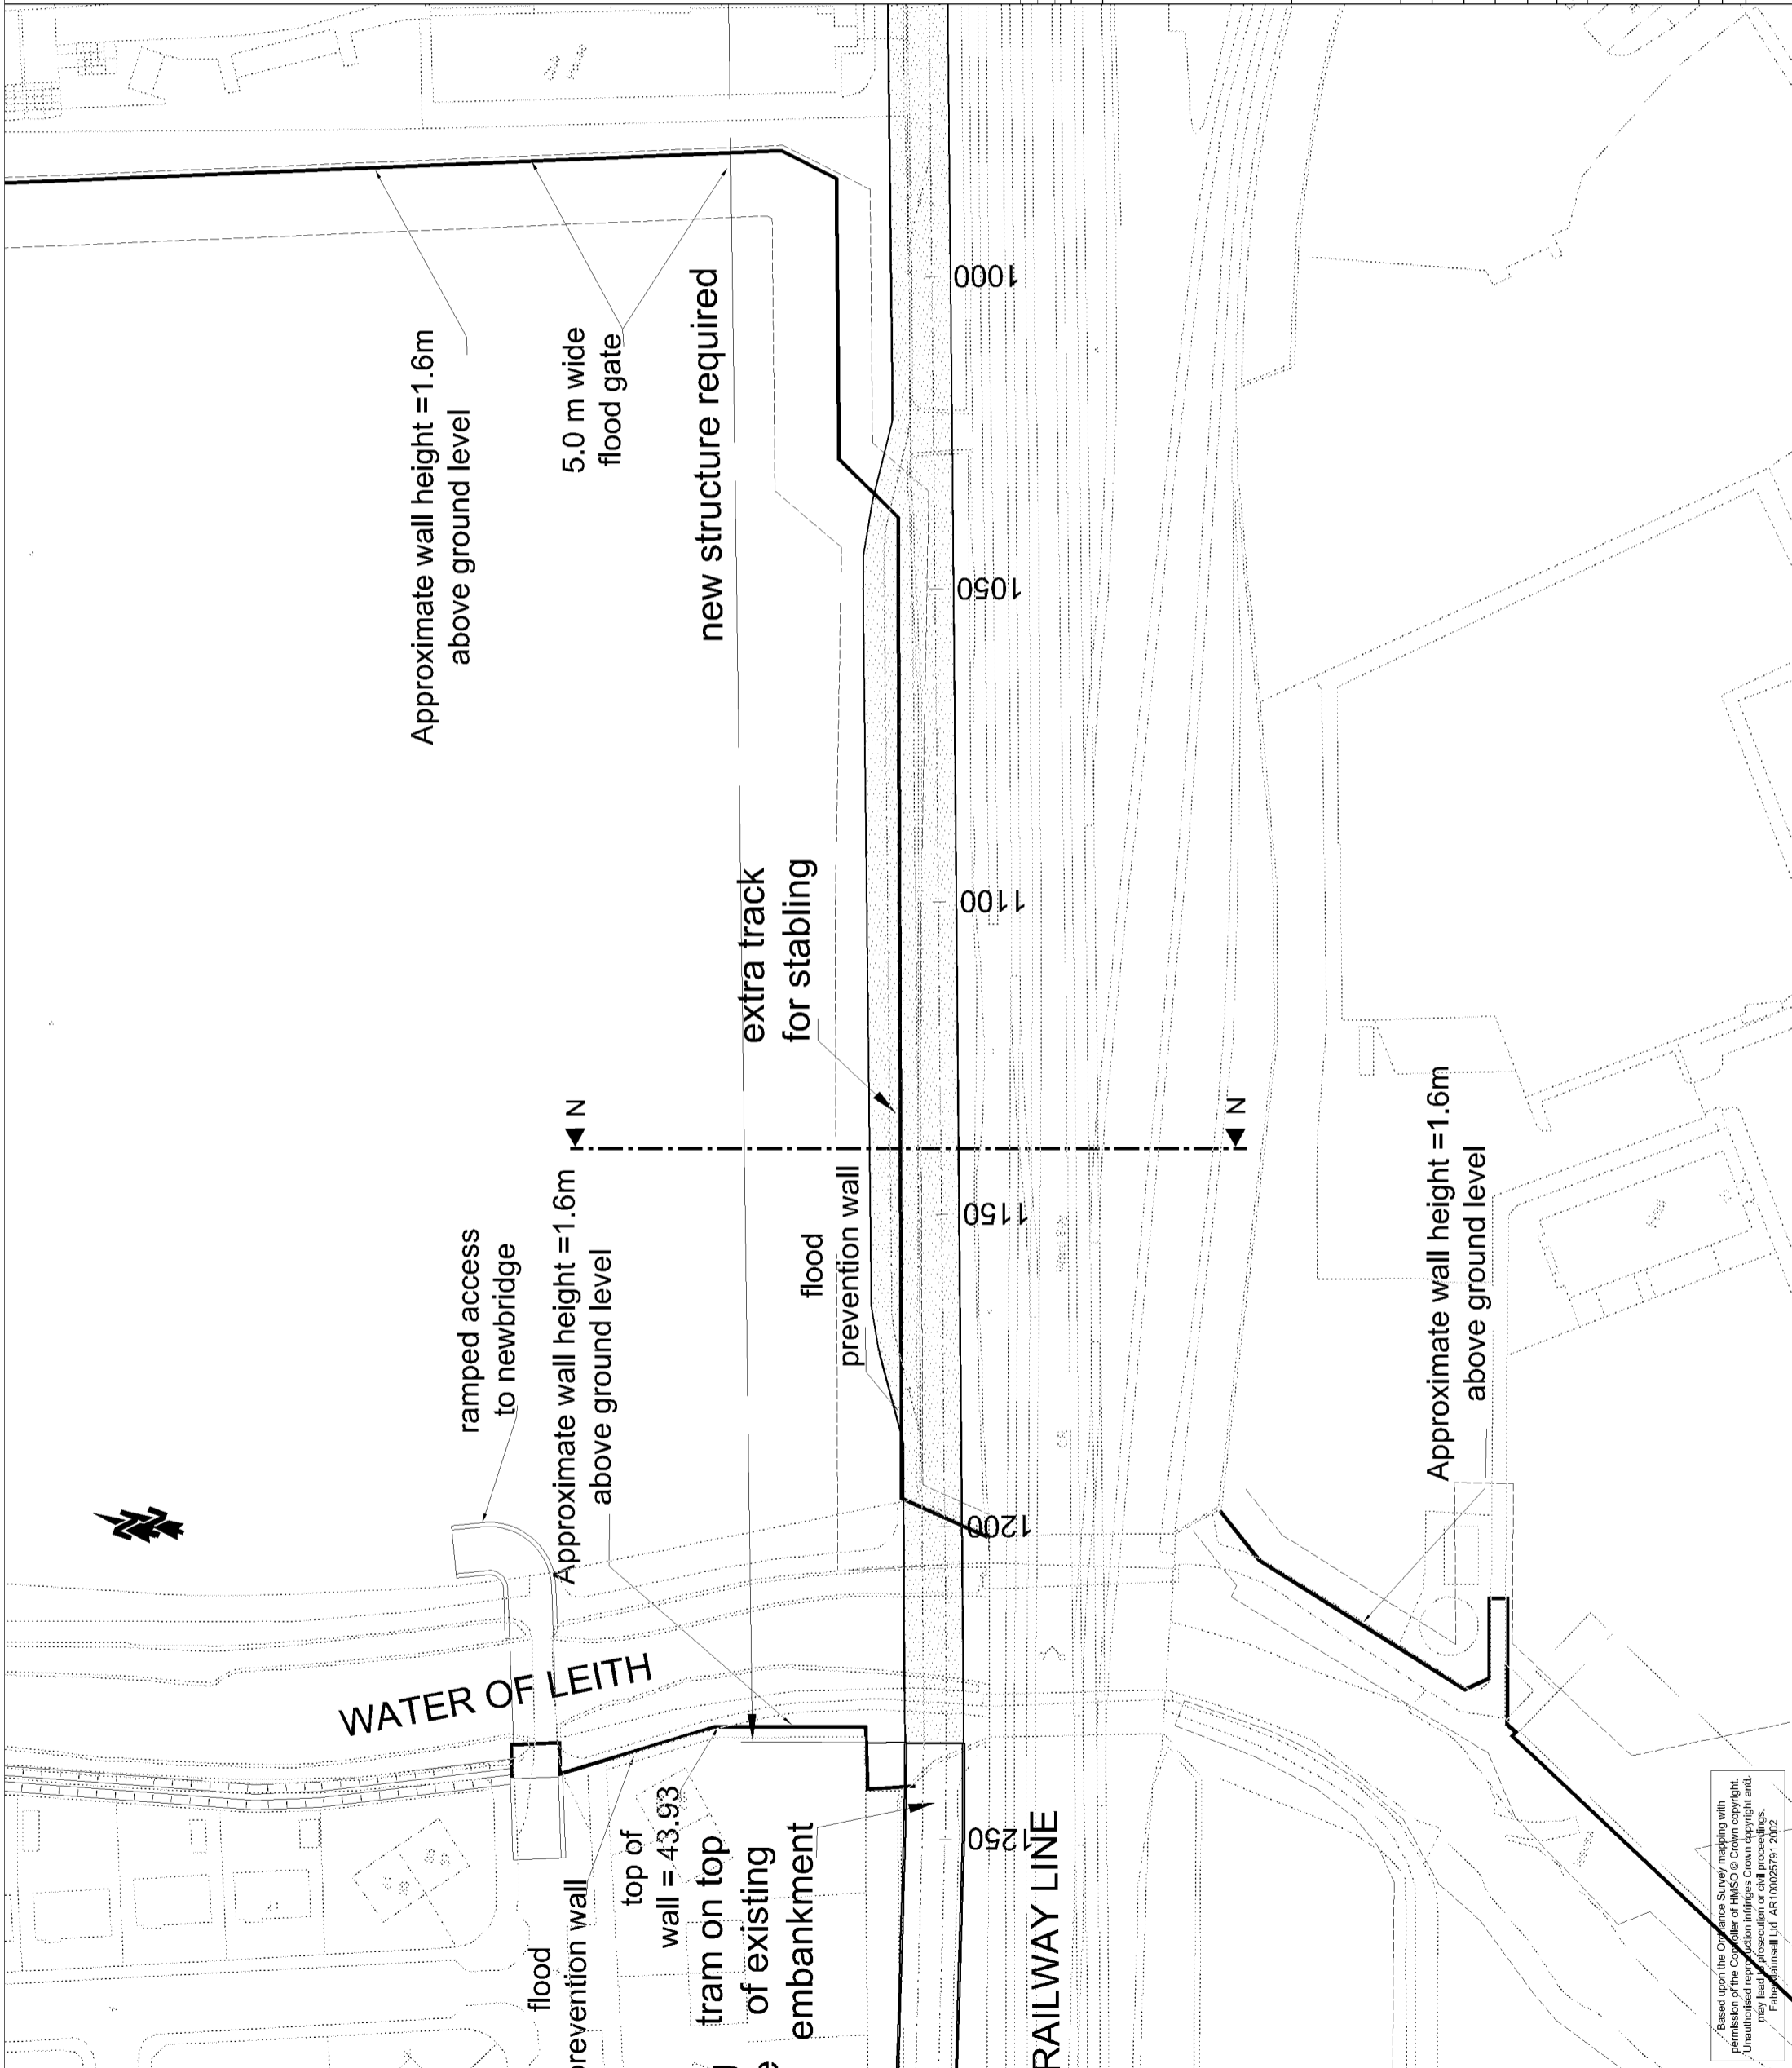 Approximate wall height =1.6m
above ground level
5.0 m wide
flood gate
new structure required
1000
1050
extra track
for stabling
1100
N
N
1150
flood
prevention wall
ramped access
to newbridge
Approximate wall height =1.6m
above ground level
Approximate wall height =1.6m
above ground level
1200
WATER OF LEITH
top of
wall = 43.93
tram on top
of existing
embankment
1250
flood
prevention wall
RAILWAY LINE
Based upon the Ordnance Survey mapping with
permission of the Controller of HMSO © Crown copyright.
Unauthorised reproduction infringes Crown copyright and
may lead to prosecution or civil proceedings.
FaberMaunsell Ltd AR1000257912002